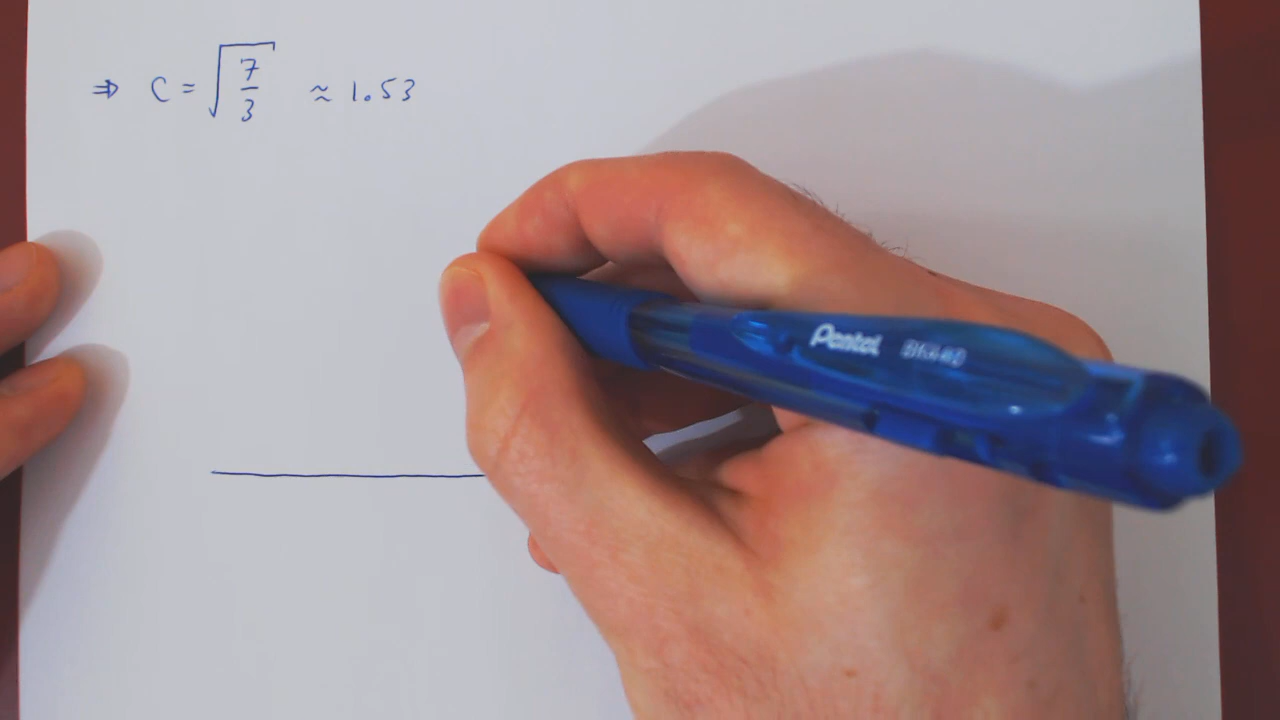 ⇒ C = √(7/3) ≈ 1.53
Pentel